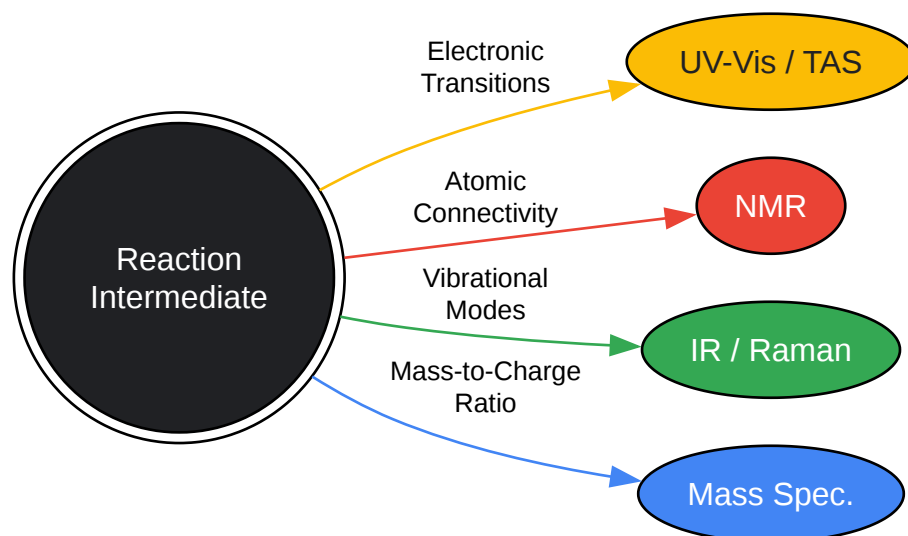 Electronic
Transitions
UV-Vis / TAS
Atomic
Connectivity
NMR
Reaction
Intermediate
Vibrational
Modes
IR / Raman
Mass-to-Charge
Ratio
Mass Spec.